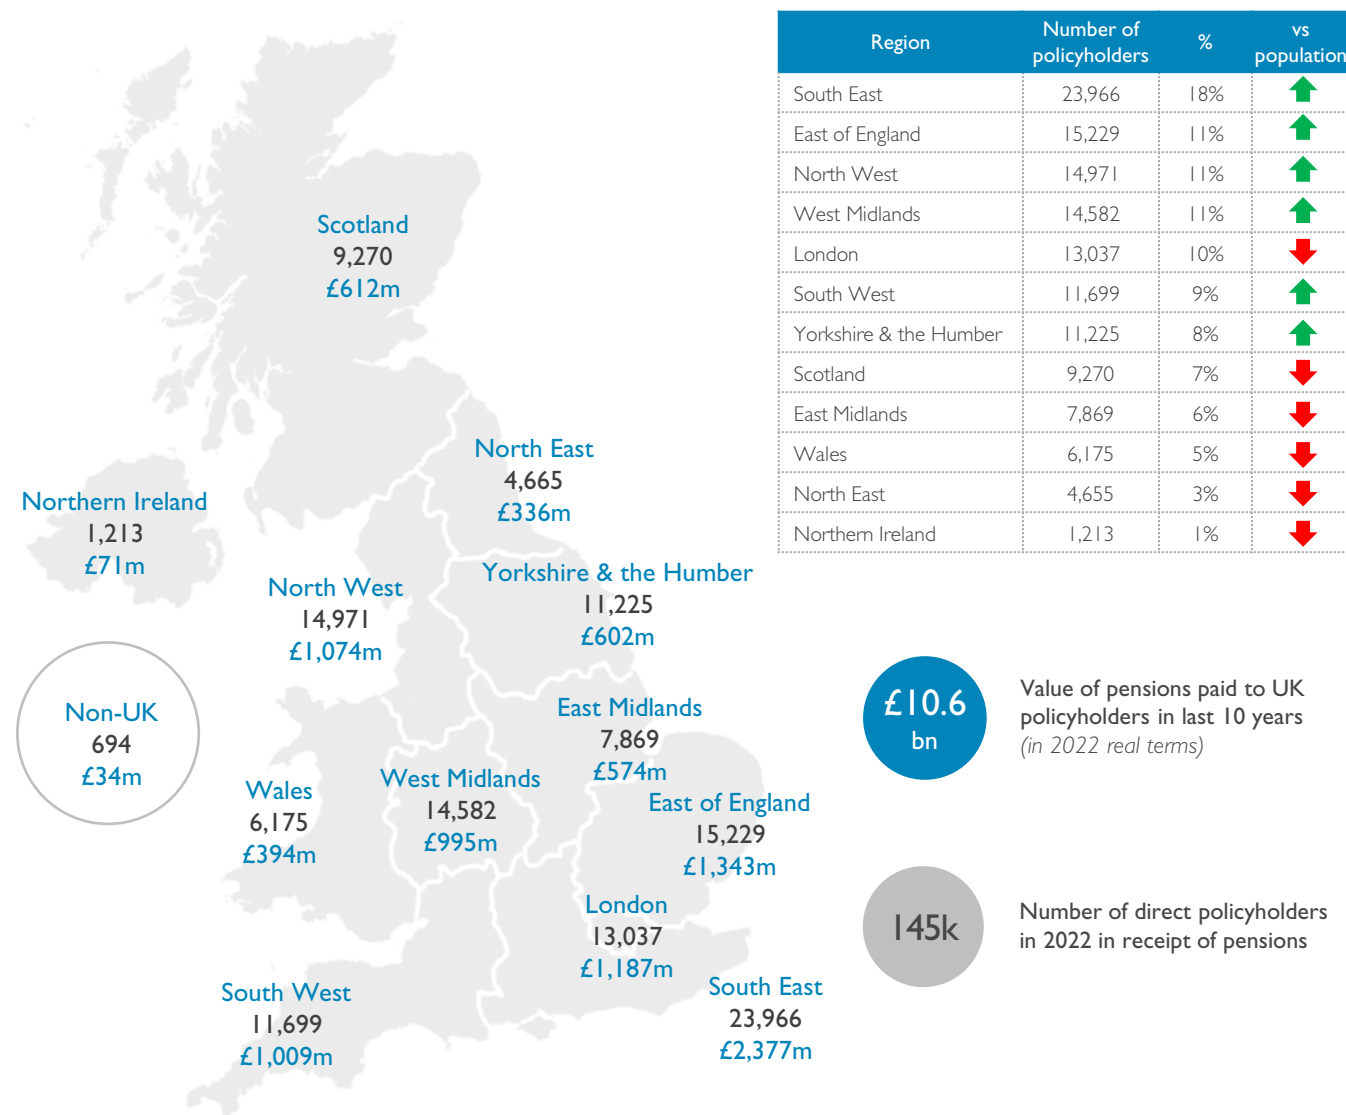 Region Number of policyholders % vs population
South East 23,966 18%
East of England 15,229 11%
North West 14,971 11%
West Midlands 14,582 11%
London 13,037 10%
South West 11,699 9%
Yorkshire & the Humber 11,225 8%
Scotland 9,270 7%
East Midlands 7,869 6%
Wales 6,175 5%
North East 4,655 3%
Northern Ireland 1,213 1%
Scotland
9,270
£612m
North East
4,665
£336m
Northern Ireland
1,213
£71m
North West
14,971
£1,074m
Yorkshire & the Humber
11,225
£602m
Non-UK
694
£34m
East Midlands
7,869
£574m
West Midlands
14,582
£995m
Wales
6,175
£394m
East of England
15,229
£1,343m
London
13,037
£1,187m
South West
11,699
£1,009m
South East
23,966
£2,377m
£10.6
bn
Value of pensions paid to UK
policyholders in last 10 years
(in 2022 real terms)
145k
Number of direct policyholders
in 2022 in receipt of pensions